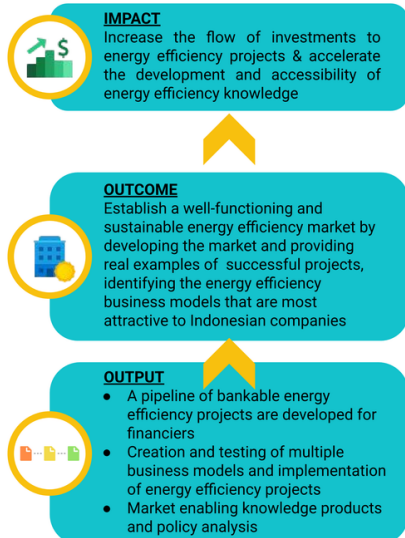 IMPACT
Increase the flow of investments to
energy efficiency projects & accelerate
the development and accessibility of
energy efficiency knowledge
OUTCOME
Establish a well-functioning and
sustainable energy efficiency market by
developing the market and providing
real examples of successful projects,
identifying the energy efficiency
business models that are most
attractive to Indonesian companies
OUTPUT
● A pipeline of bankable energy
efficiency projects are developed for
financiers
● Creation and testing of multiple
business models and implementation
of energy efficiency projects
● Market enabling knowledge products
and policy analysis